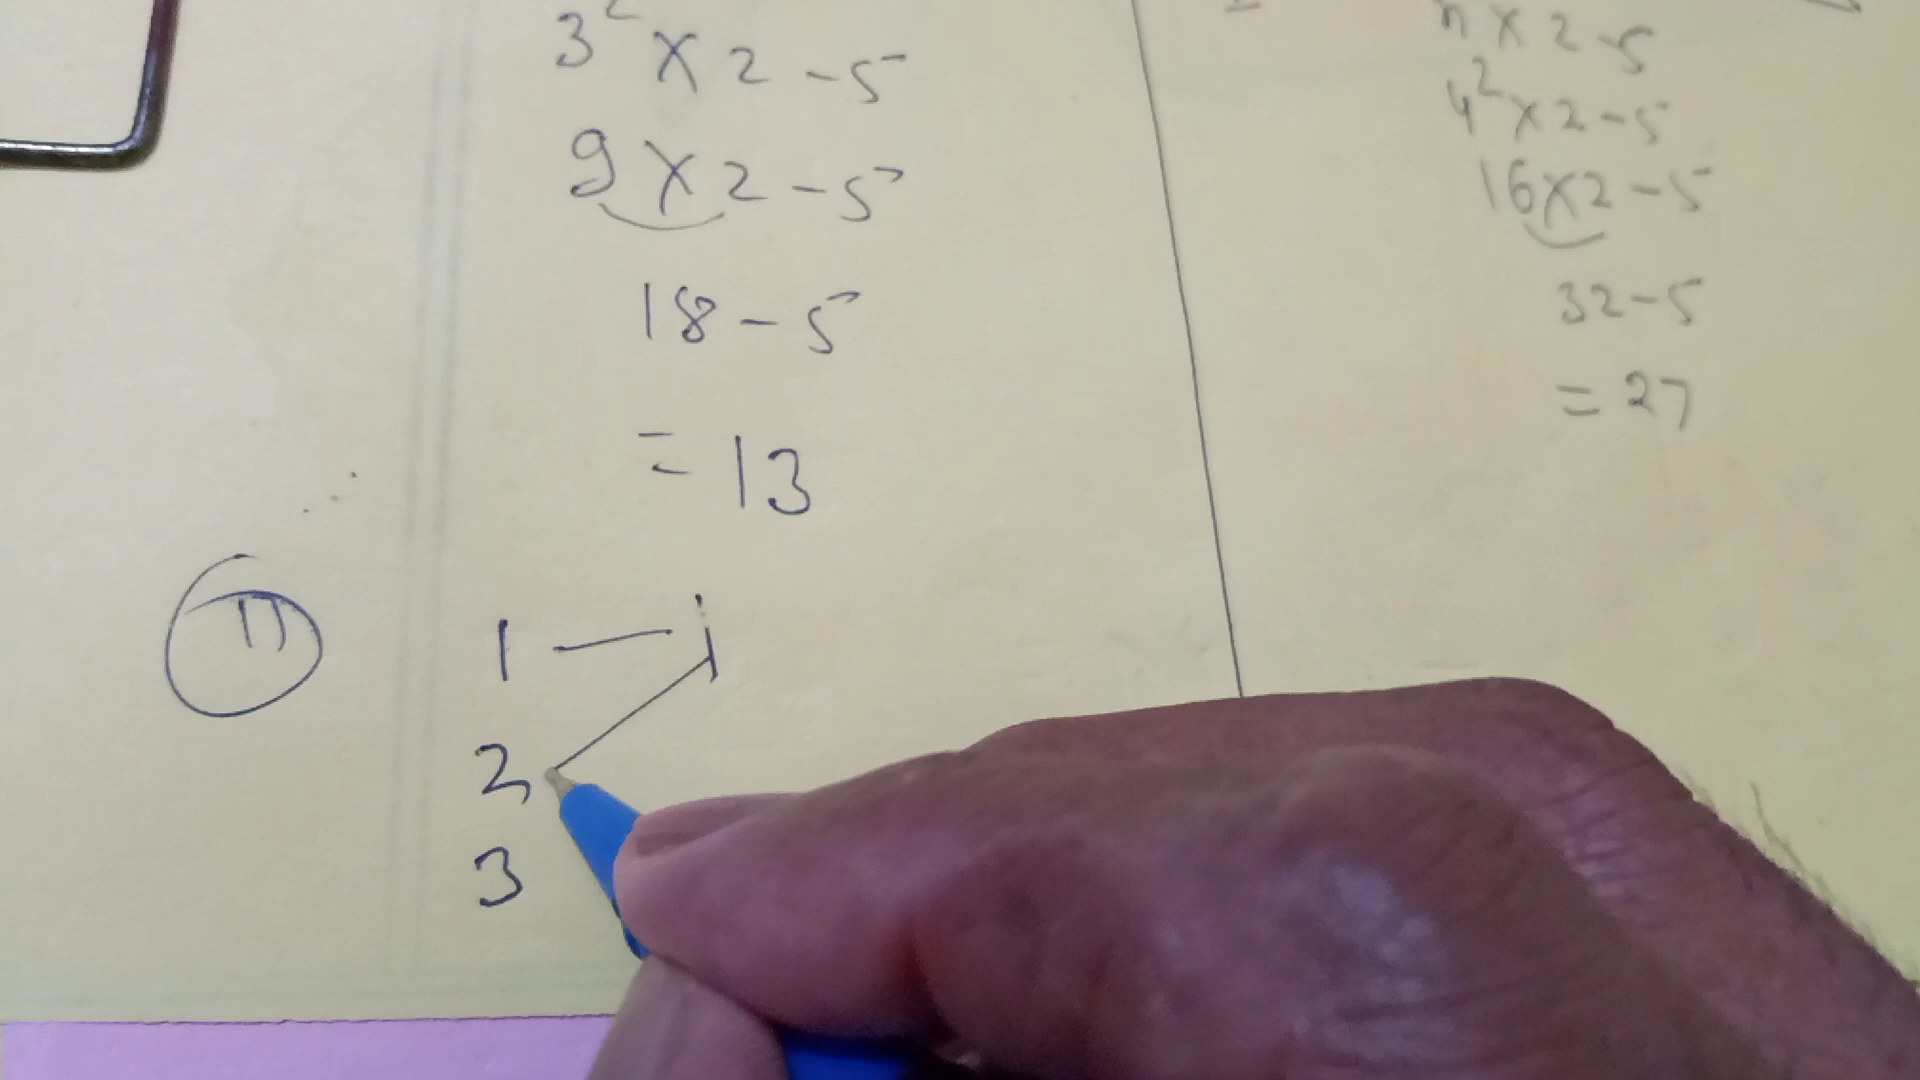 3² × 2 - 5
9 × 2 - 5
18 - 5
= 13
n × 2 - 5
4² × 2 - 5
16 × 2 - 5
32 - 5
= 27
11
1 — i
2
3